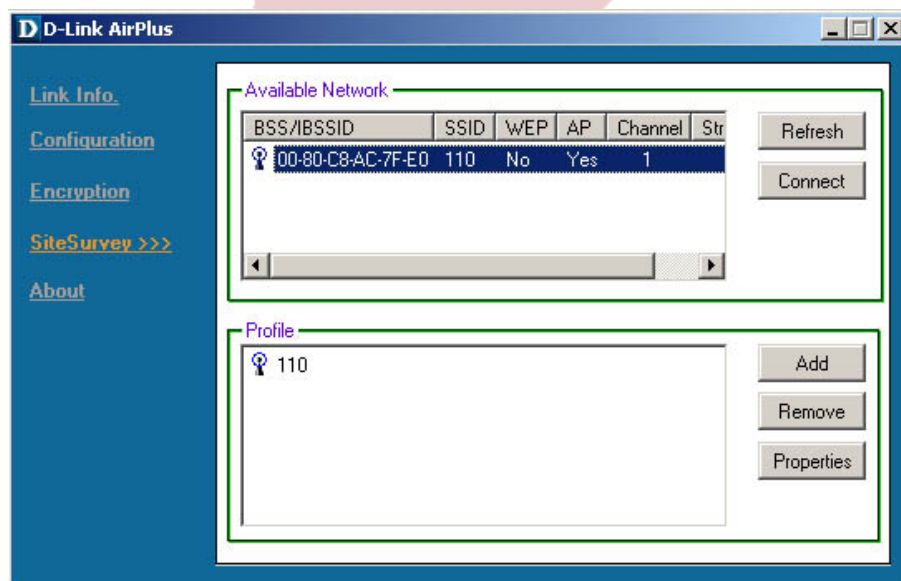 D D-Link AirPlus
Link Info.
Configuration
Encryption
SiteSurvey >>>
About
Available Network
BSS/IBSSID SSID WEP AP Channel Str
00-80-C8-AC-7F-E0 110 No Yes 1
Refresh
Connect
Profile
110
Add
Remove
Properties